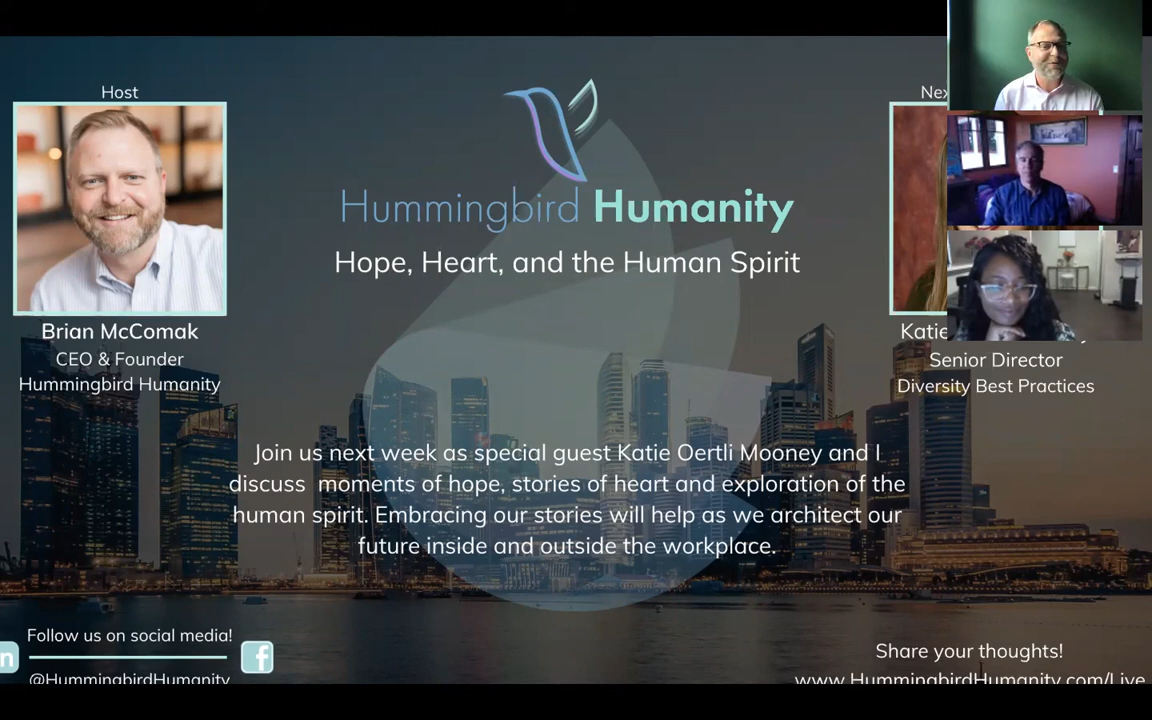 Host
Hummingbird Humanity
Hope, Heart, and the Human Spirit
Brian McComak
CEO & Founder
Hummingbird Humanity
Katie
Senior Director
Diversity Best Practices
Join us next week as special guest Katie Oertli Mooney and I
discuss moments of hope, stories of heart and exploration of the
human spirit. Embracing our stories will help as we architect our
future inside and outside the workplace.
Follow us on social media!
@HummingbirdHumanity
Share your thoughts!
www.HummingbirdHumanity.com/Live